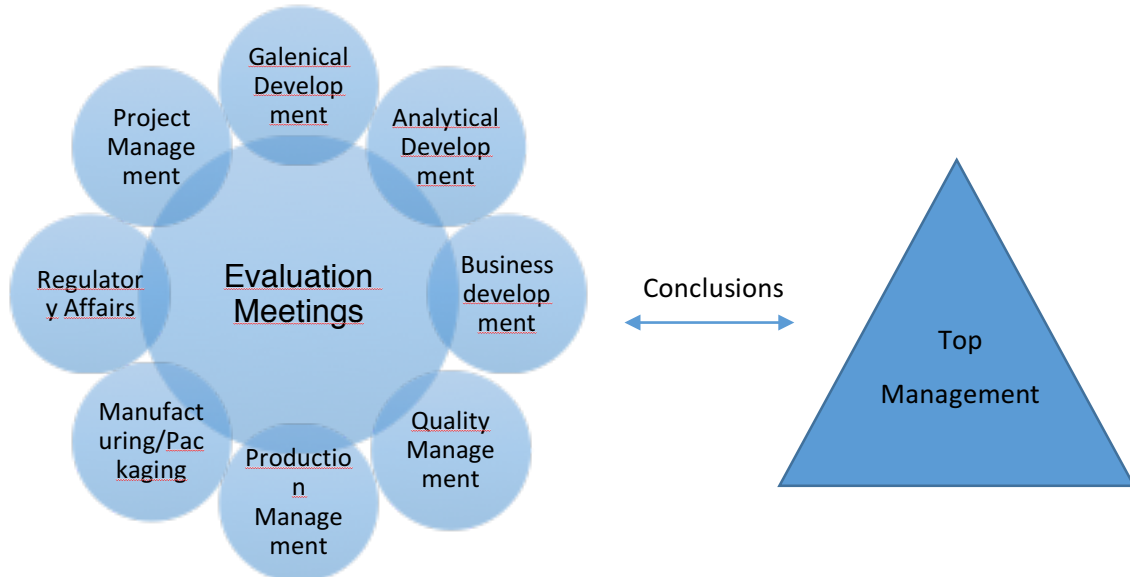 Galenical
Develop
ment
Project
Manage
ment
Analytical
Develop
ment
Regulator
y Affairs
Evaluation
Meetings
Business
develop
ment
Conclusions
Top
Management
Manufact
uring/Pac
kaging
Quality
Manage
ment
Productio
n
Manage
ment